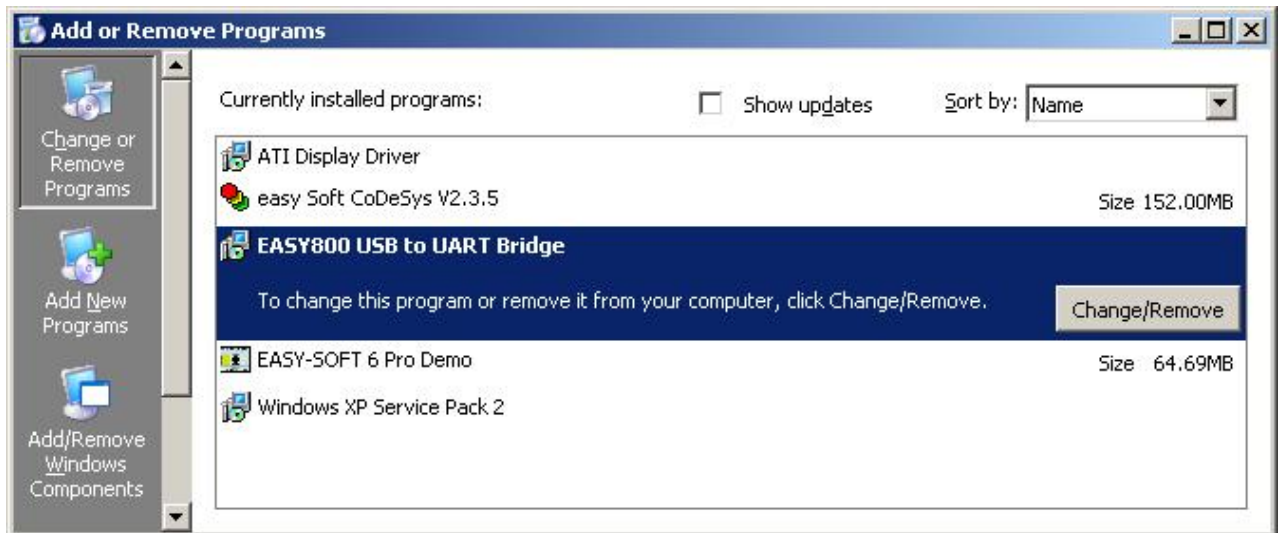 Add or Remove Programs
Change or
Remove
Programs
Add New
Programs
Add/Remove
Windows
Components
Currently installed programs:
Show updates
Sort by: Name
ATI Display Driver
easy Soft CoDeSys V2.3.5 Size 152.00MB
EASY800 USB to UART Bridge
To change this program or remove it from your computer, click Change/Remove.
Change/Remove
EASY-SOFT 6 Pro Demo Size 64.69MB
Windows XP Service Pack 2